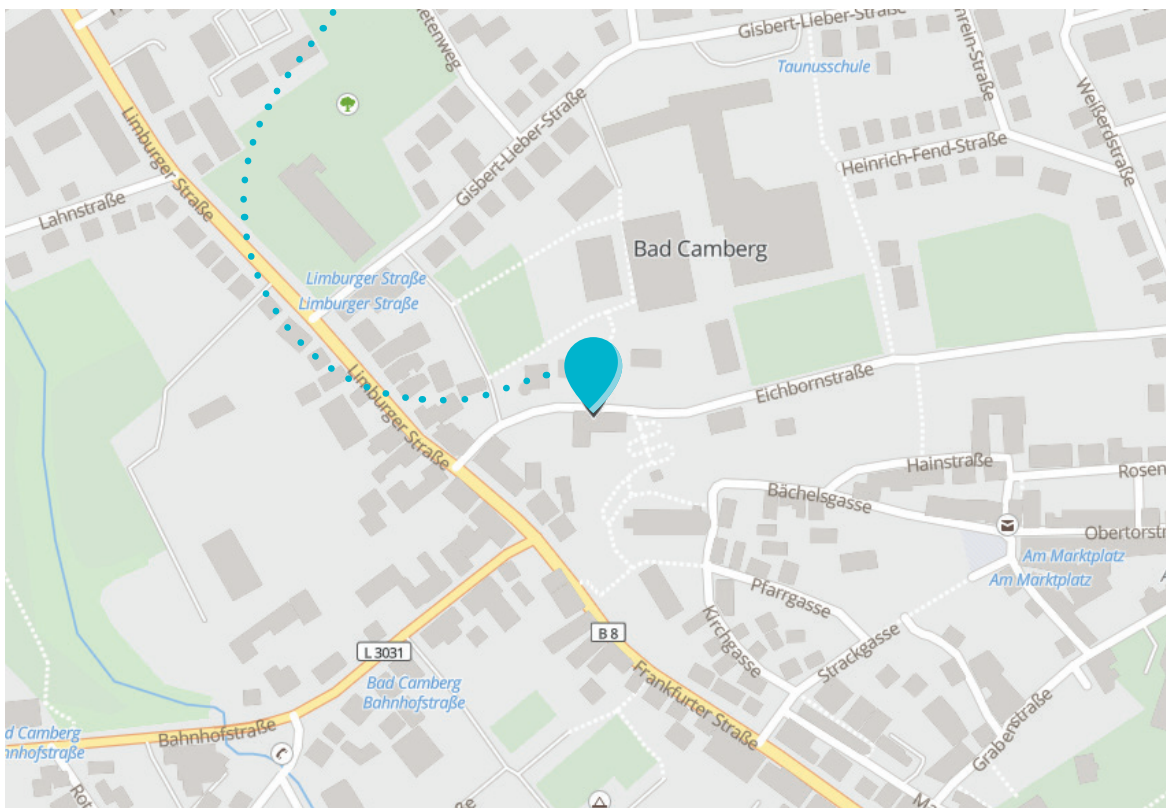 Gisbert-Lieber-Straße
Taunusschule
Weißerdstraße
Limburger Straße
Gisbert-Lieber-Straße
Heinrich-Fend-Straße
Lahnstraße
Bad Camberg
Limburger Straße
Limburger Straße
Limburger Straße
Eichbornstraße
Hainstraße
Bächelsgasse
Obertorstr
Am Marktplatz
Am Marktplatz
Pfarrgasse
Kirchgasse
B 8
Strackgasse
L 3031
Bad Camberg
Bahnhofstraße
Frankfurter Straße
Grabenstraße
Bahnhofstraße
d Camberg
hnhofstraße